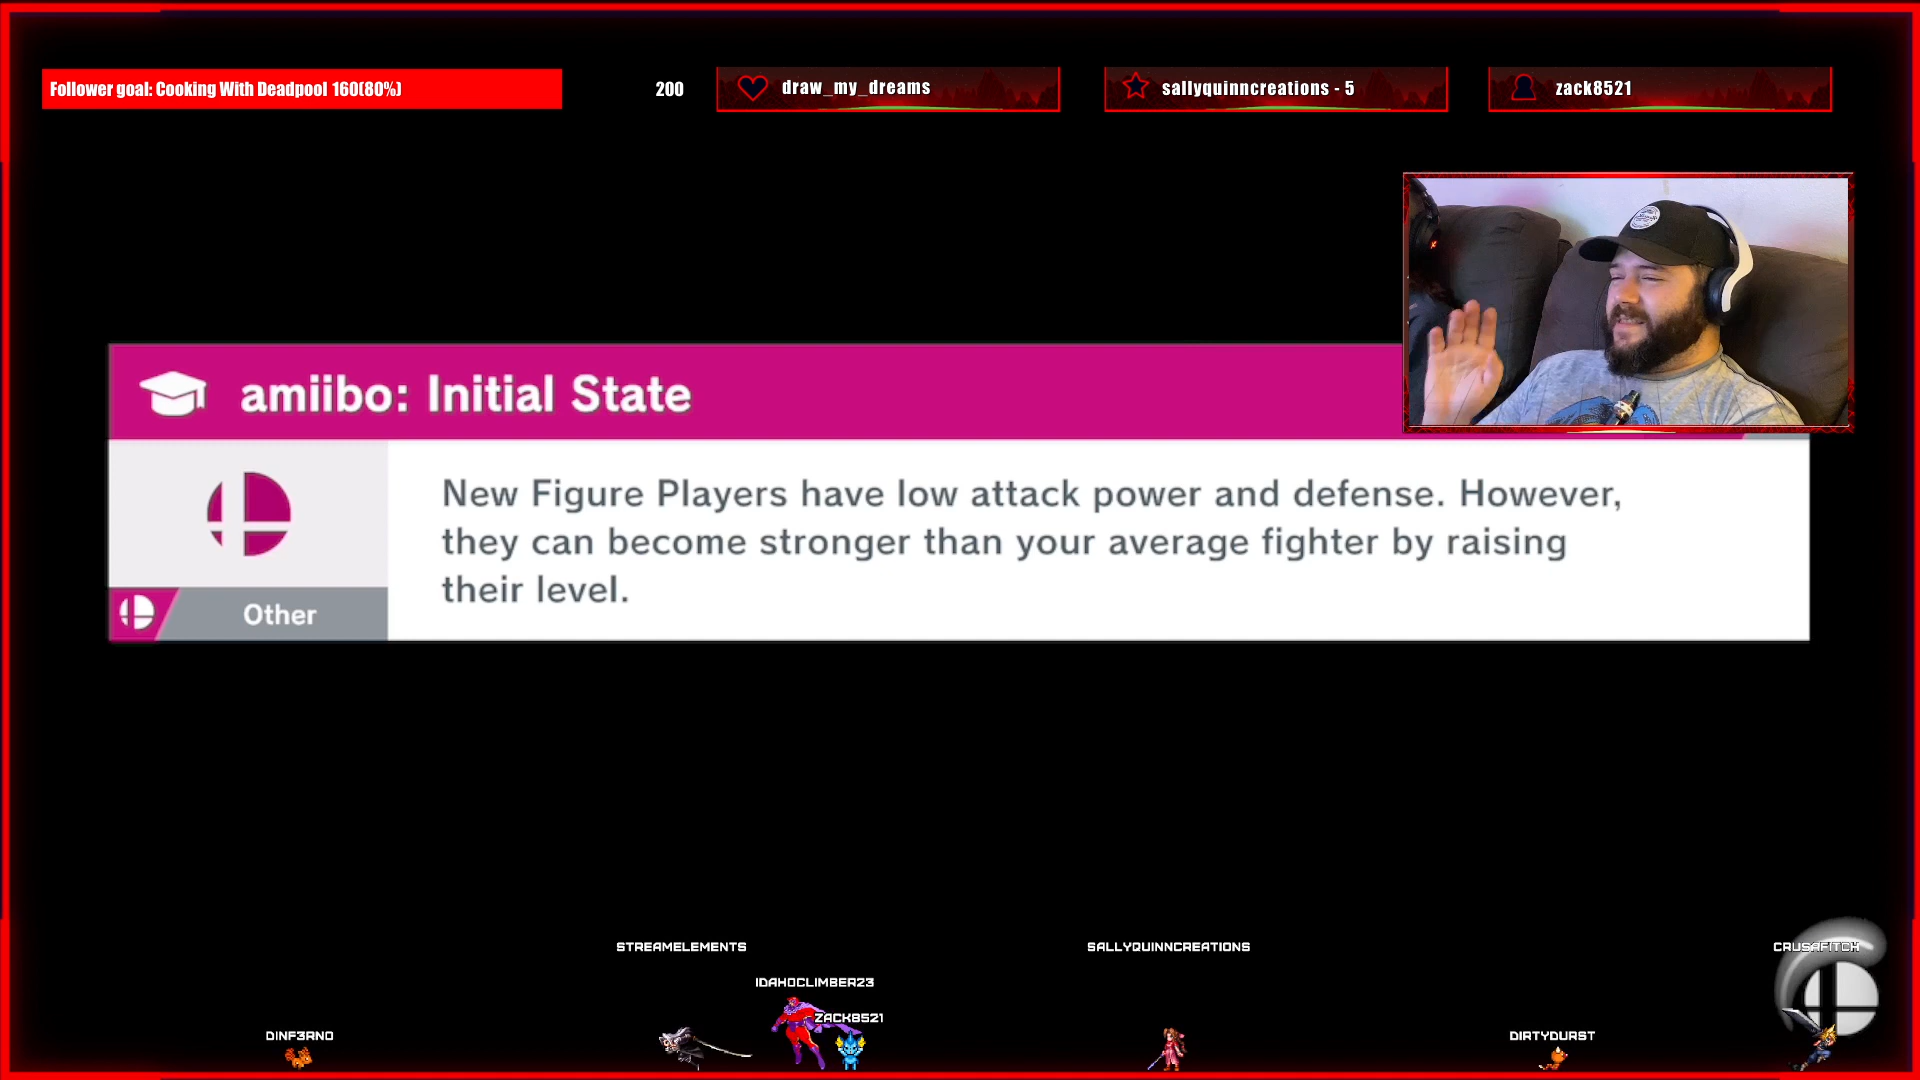 Follower goal: Cooking With Deadpool 160(80%)
200
draw_my_dreams
sallyquinncreations - 5
zack8521
amiibo: Initial State
New Figure Players have low attack power and defense. However,
they can become stronger than your average fighter by raising
their level.
Other
STREAMELEMENTS
SALLYQUINNCREATIONS
CRUSAFITCH
IDAHOCLIMBER23
ZACK8521
DINF3RNO
DIRTYDURST